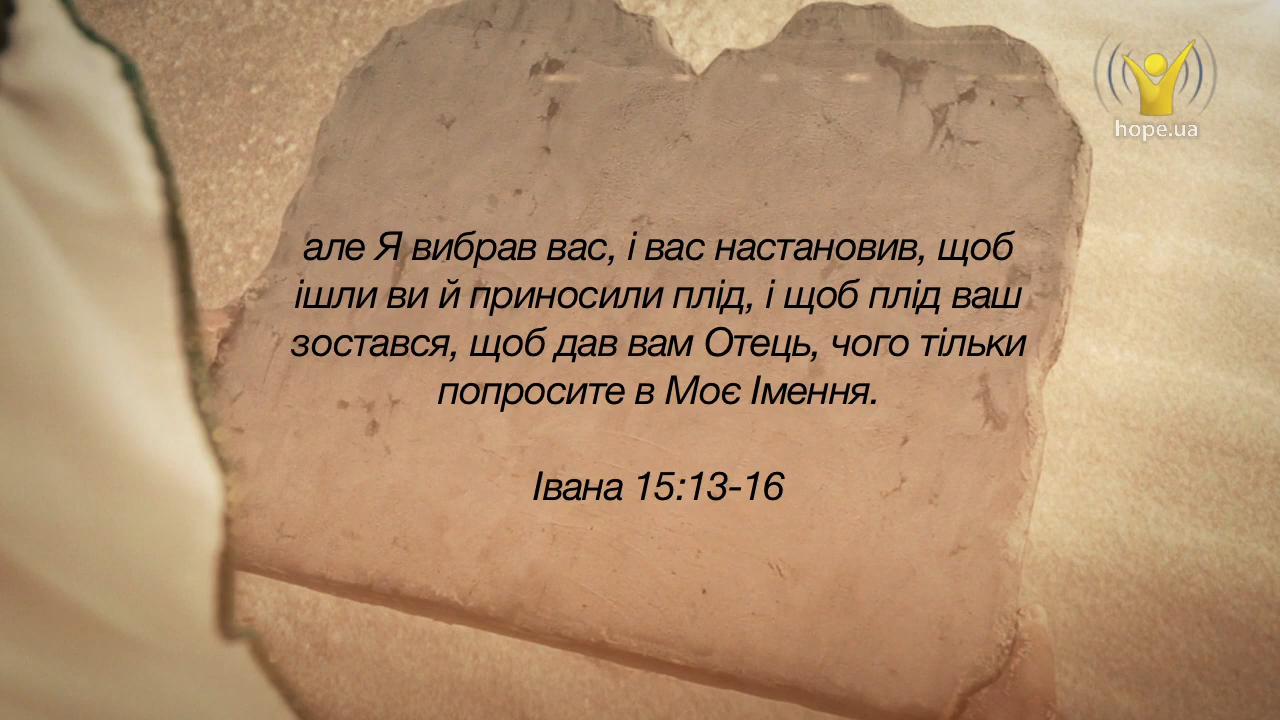 hope.ua
але Я вибрав вас, і вас настановив, щоб
ішли ви й приносили плід, і щоб плід ваш
зостався, щоб дав вам Отець, чого тільки
попросите в Моє Імення.
Івана 15:13-16